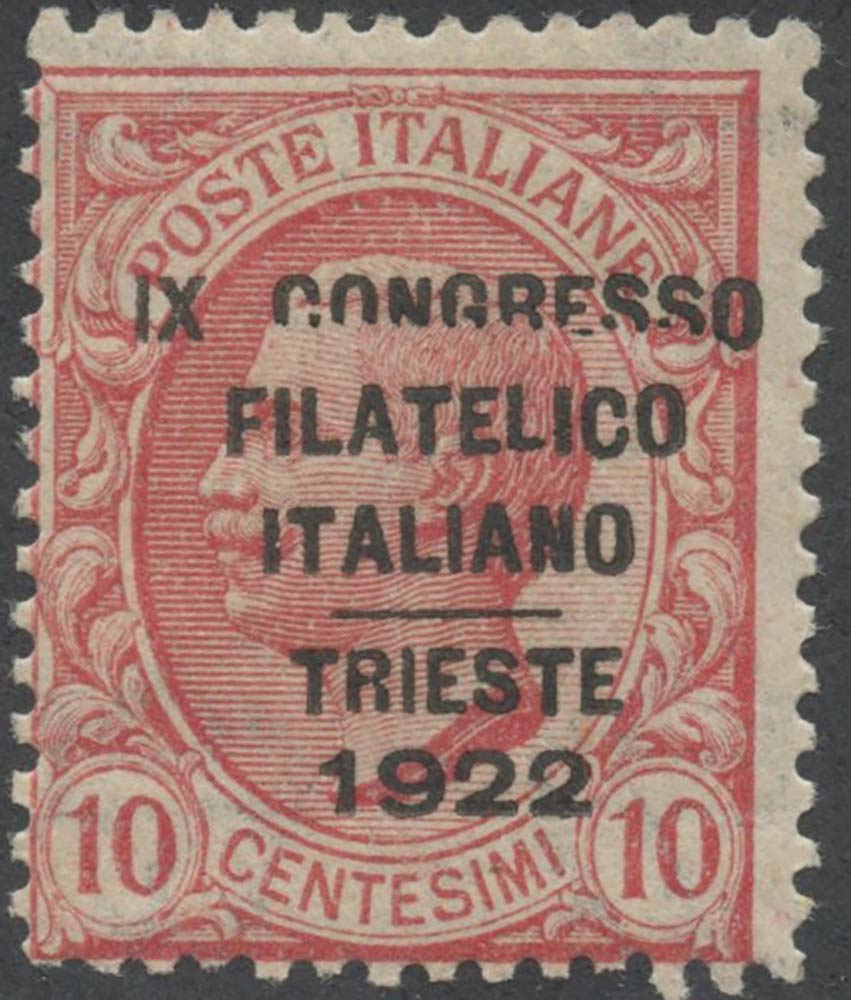 POSTE ITALIANE
IX CONGRESSO
FILATELICO
ITALIANO
TRIESTE
1922
10 CENTESIMI 10